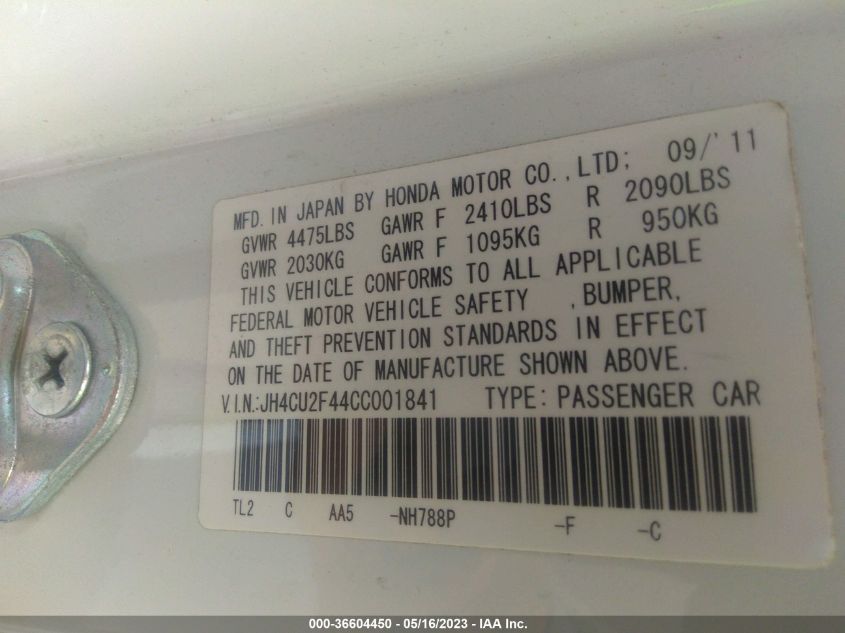 MFD. IN JAPAN BY HONDA MOTOR CO., LTD; 09/'11
GVWR 4475LBS GAWR F 2410LBS R 2090LBS
GVWR 2030KG GAWR F 1095KG R 950KG
THIS VEHICLE CONFORMS TO ALL APPLICABLE
FEDERAL MOTOR VEHICLE SAFETY , BUMPER,
AND THEFT PREVENTION STANDARDS IN EFFECT
ON THE DATE OF MANUFACTURE SHOWN ABOVE.
V.I.N.:JH4CU2F44CC001841 TYPE: PASSENGER CAR
TL2 C AA5 -NH788P -F -C
000-36604450 - 05/16/2023 - IAA Inc.